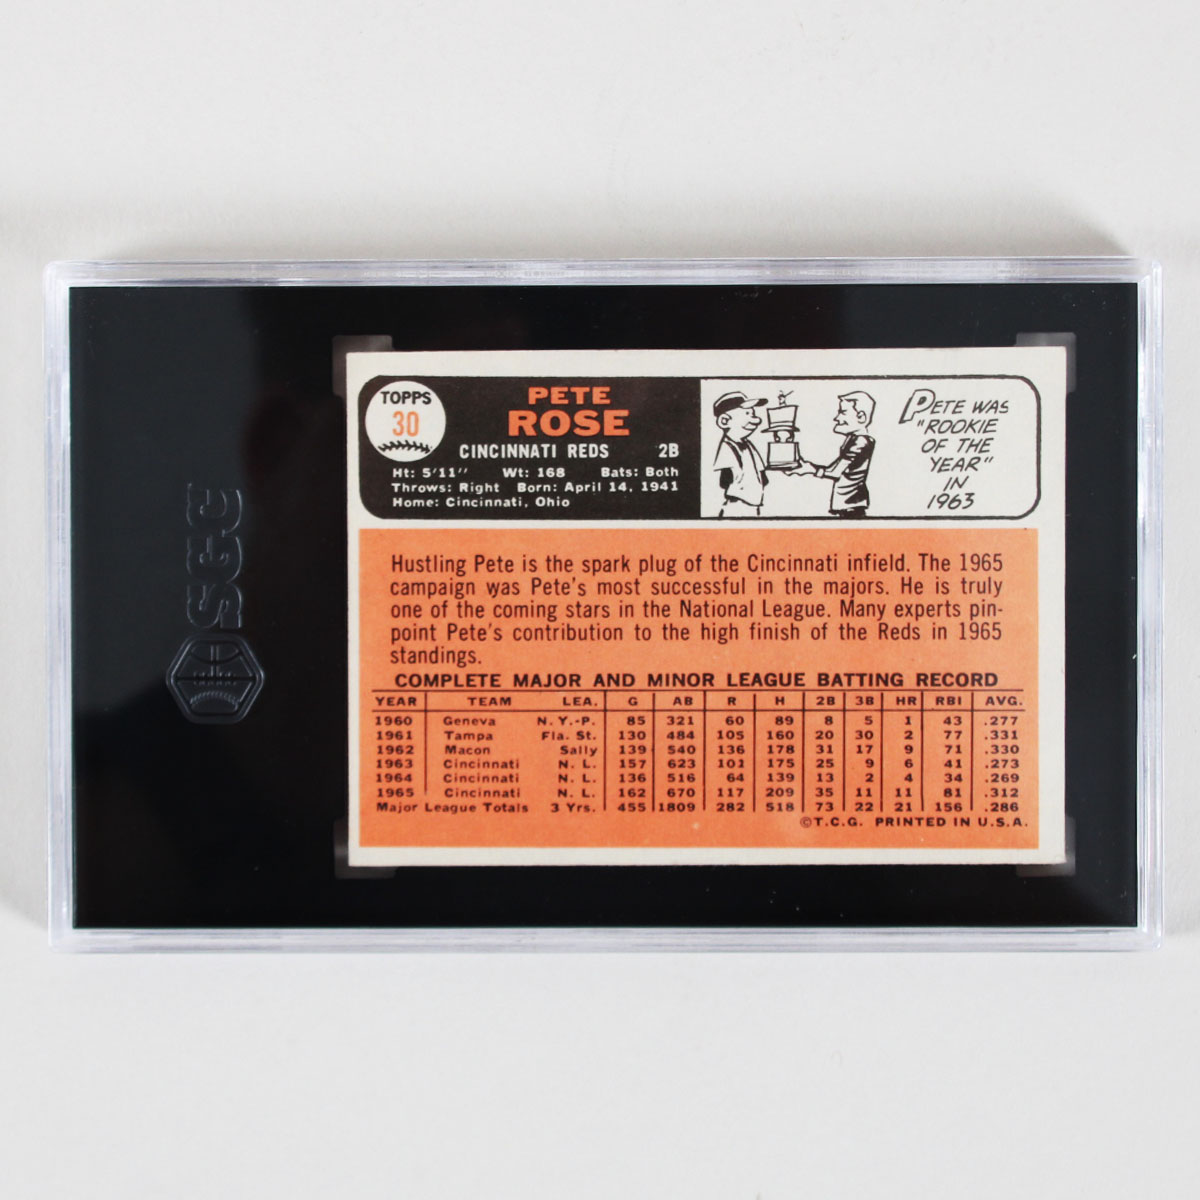 SGC
TOPPS
30
PETE
ROSE
CINCINNATI REDS 2B
Ht: 5'11" Wt: 168 Bats: Both
Throws: Right Born: April 14, 1941
Home: Cincinnati, Ohio
PETE WAS
"ROOKIE
OF THE
YEAR"
IN
1963
Hustling Pete is the spark plug of the Cincinnati infield. The 1965
campaign was Pete's most successful in the majors. He is truly
one of the coming stars in the National League. Many experts pin-
point Pete's contribution to the high finish of the Reds in 1965
standings.
COMPLETE MAJOR AND MINOR LEAGUE BATTING RECORD
YEAR TEAM LEA. G AB R H 2B 3B HR RBI AVG.
1960 Geneva N.Y.-P. 85 321 60 89 8 5 1 43 .277
1961 Tampa Fla. St. 130 484 105 160 20 30 2 77 .331
1962 Macon Sally 139 540 136 178 31 17 9 71 .330
1963 Cincinnati N. L. 157 623 101 175 25 9 6 41 .273
1964 Cincinnati N. L. 136 516 64 139 13 2 4 34 .269
1965 Cincinnati N. L. 162 670 117 209 35 11 11 81 .312
Major League Totals 3 Yrs. 455 1809 282 518 73 22 21 156 .286
©T.C.G. PRINTED IN U.S.A.